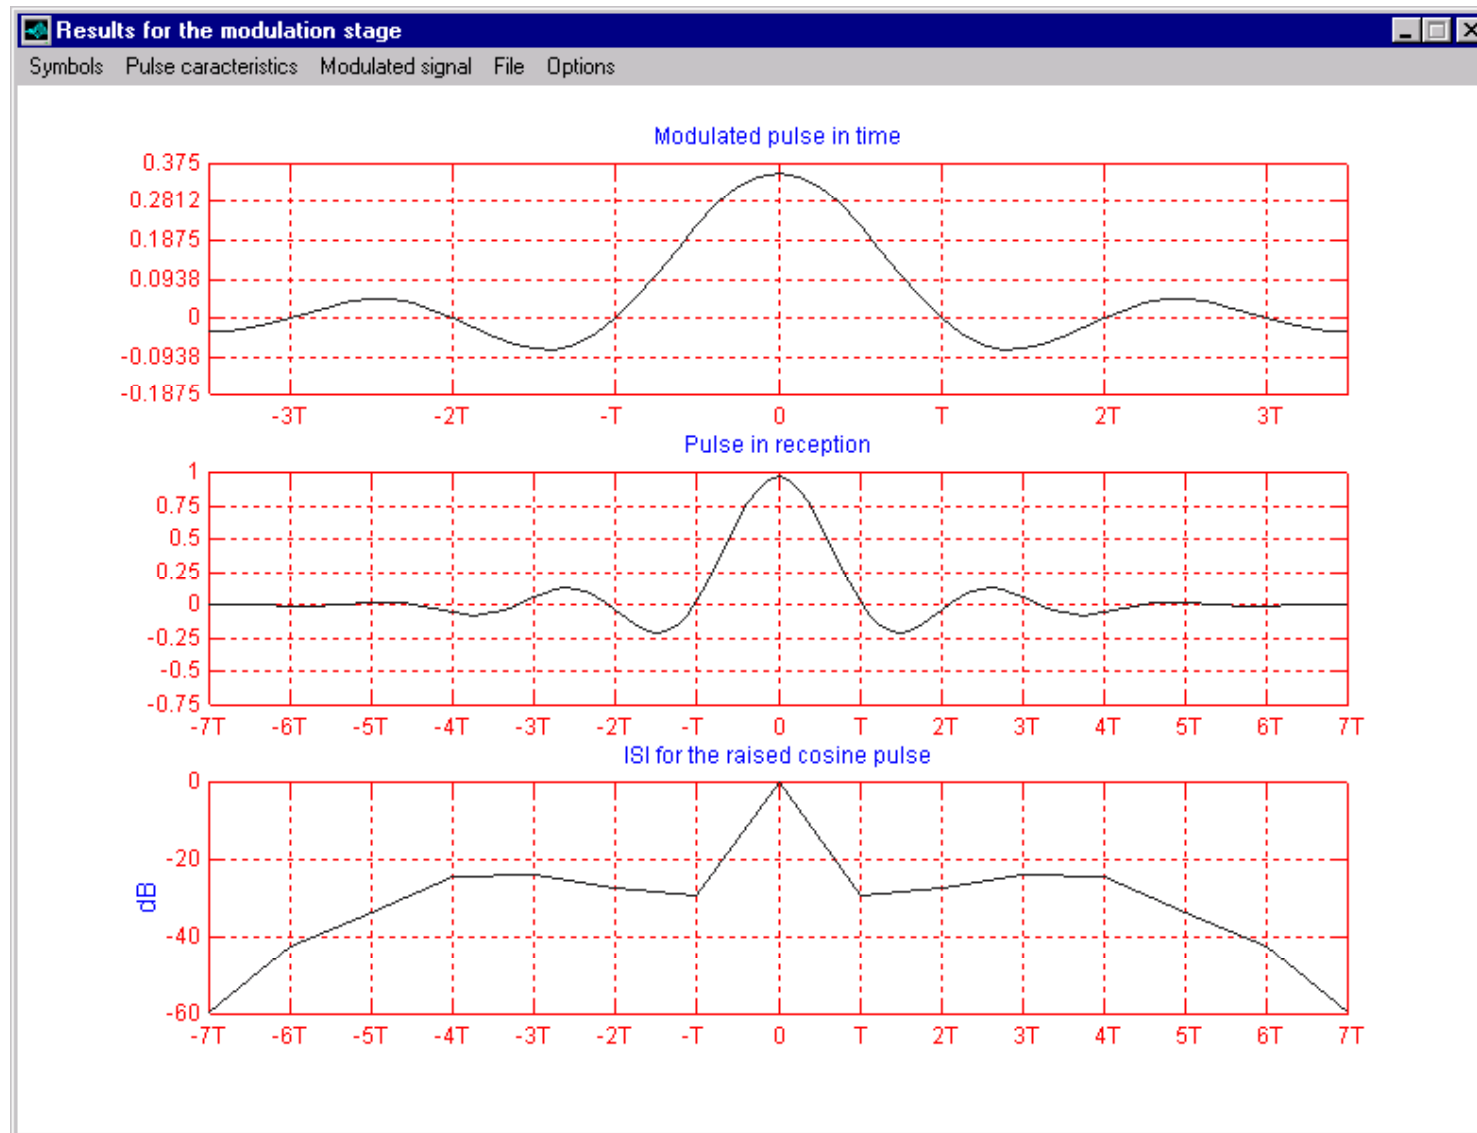 Results for the modulation stage
Symbols Pulse caracteristics Modulated signal File Options
Modulated pulse in time
0.375
0.2812
0.1875
0.0938
0
-0.0938
-0.1875
-3T -2T -T 0 T 2T 3T
Pulse in reception
1
0.75
0.5
0.25
0
-0.25
-0.5
-0.75
-7T -6T -5T -4T -3T -2T -T 0 T 2T 3T 4T 5T 6T 7T
ISI for the raised cosine pulse
0
-20
dB
-40
-60
-7T -6T -5T -4T -3T -2T -T 0 T 2T 3T 4T 5T 6T 7T